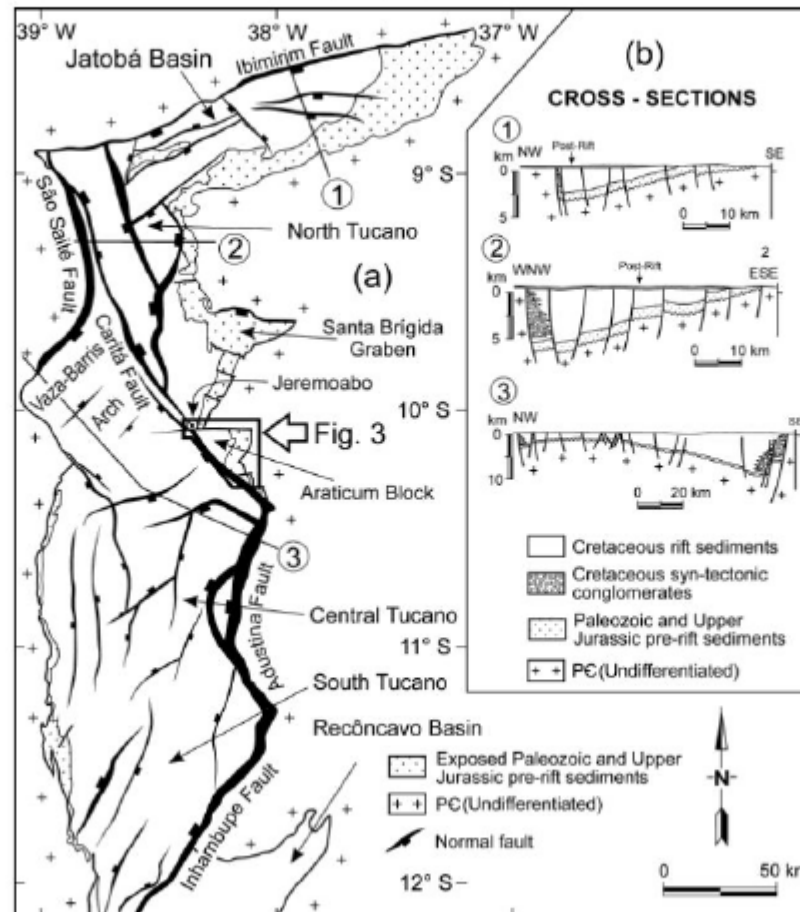 39° W
38° W
37° W
Jatobá Basin
Ibimirim Fault
(b)
CROSS - SECTIONS
1
Post-Rift
km NW
SE
0
5
0 10 km
9° S
1
São Saité Fault
North Tucano
2
(a)
2
Post-Rift
2
km WNW
ESE
0
5
0 10 km
Santa Brígida
Graben
Caritá Fault
Vaza-Barris
Arch
Jeremoabo
10° S
Fig. 3
Araticum Block
3
km NW
SE
0
10
0 20 km
3
Cretaceous rift sediments
Cretaceous syn-tectonic
conglomerates
Paleozoic and Upper
Jurassic pre-rift sediments
PЄ(Undifferentiated)
Central Tucano
Adustina Fault
11° S
South Tucano
Recôncavo Basin
Exposed Paleozoic and Upper
Jurassic pre-rift sediments
PЄ(Undifferentiated)
Normal fault
Inhambupe Fault
12° S
N
0 50 km